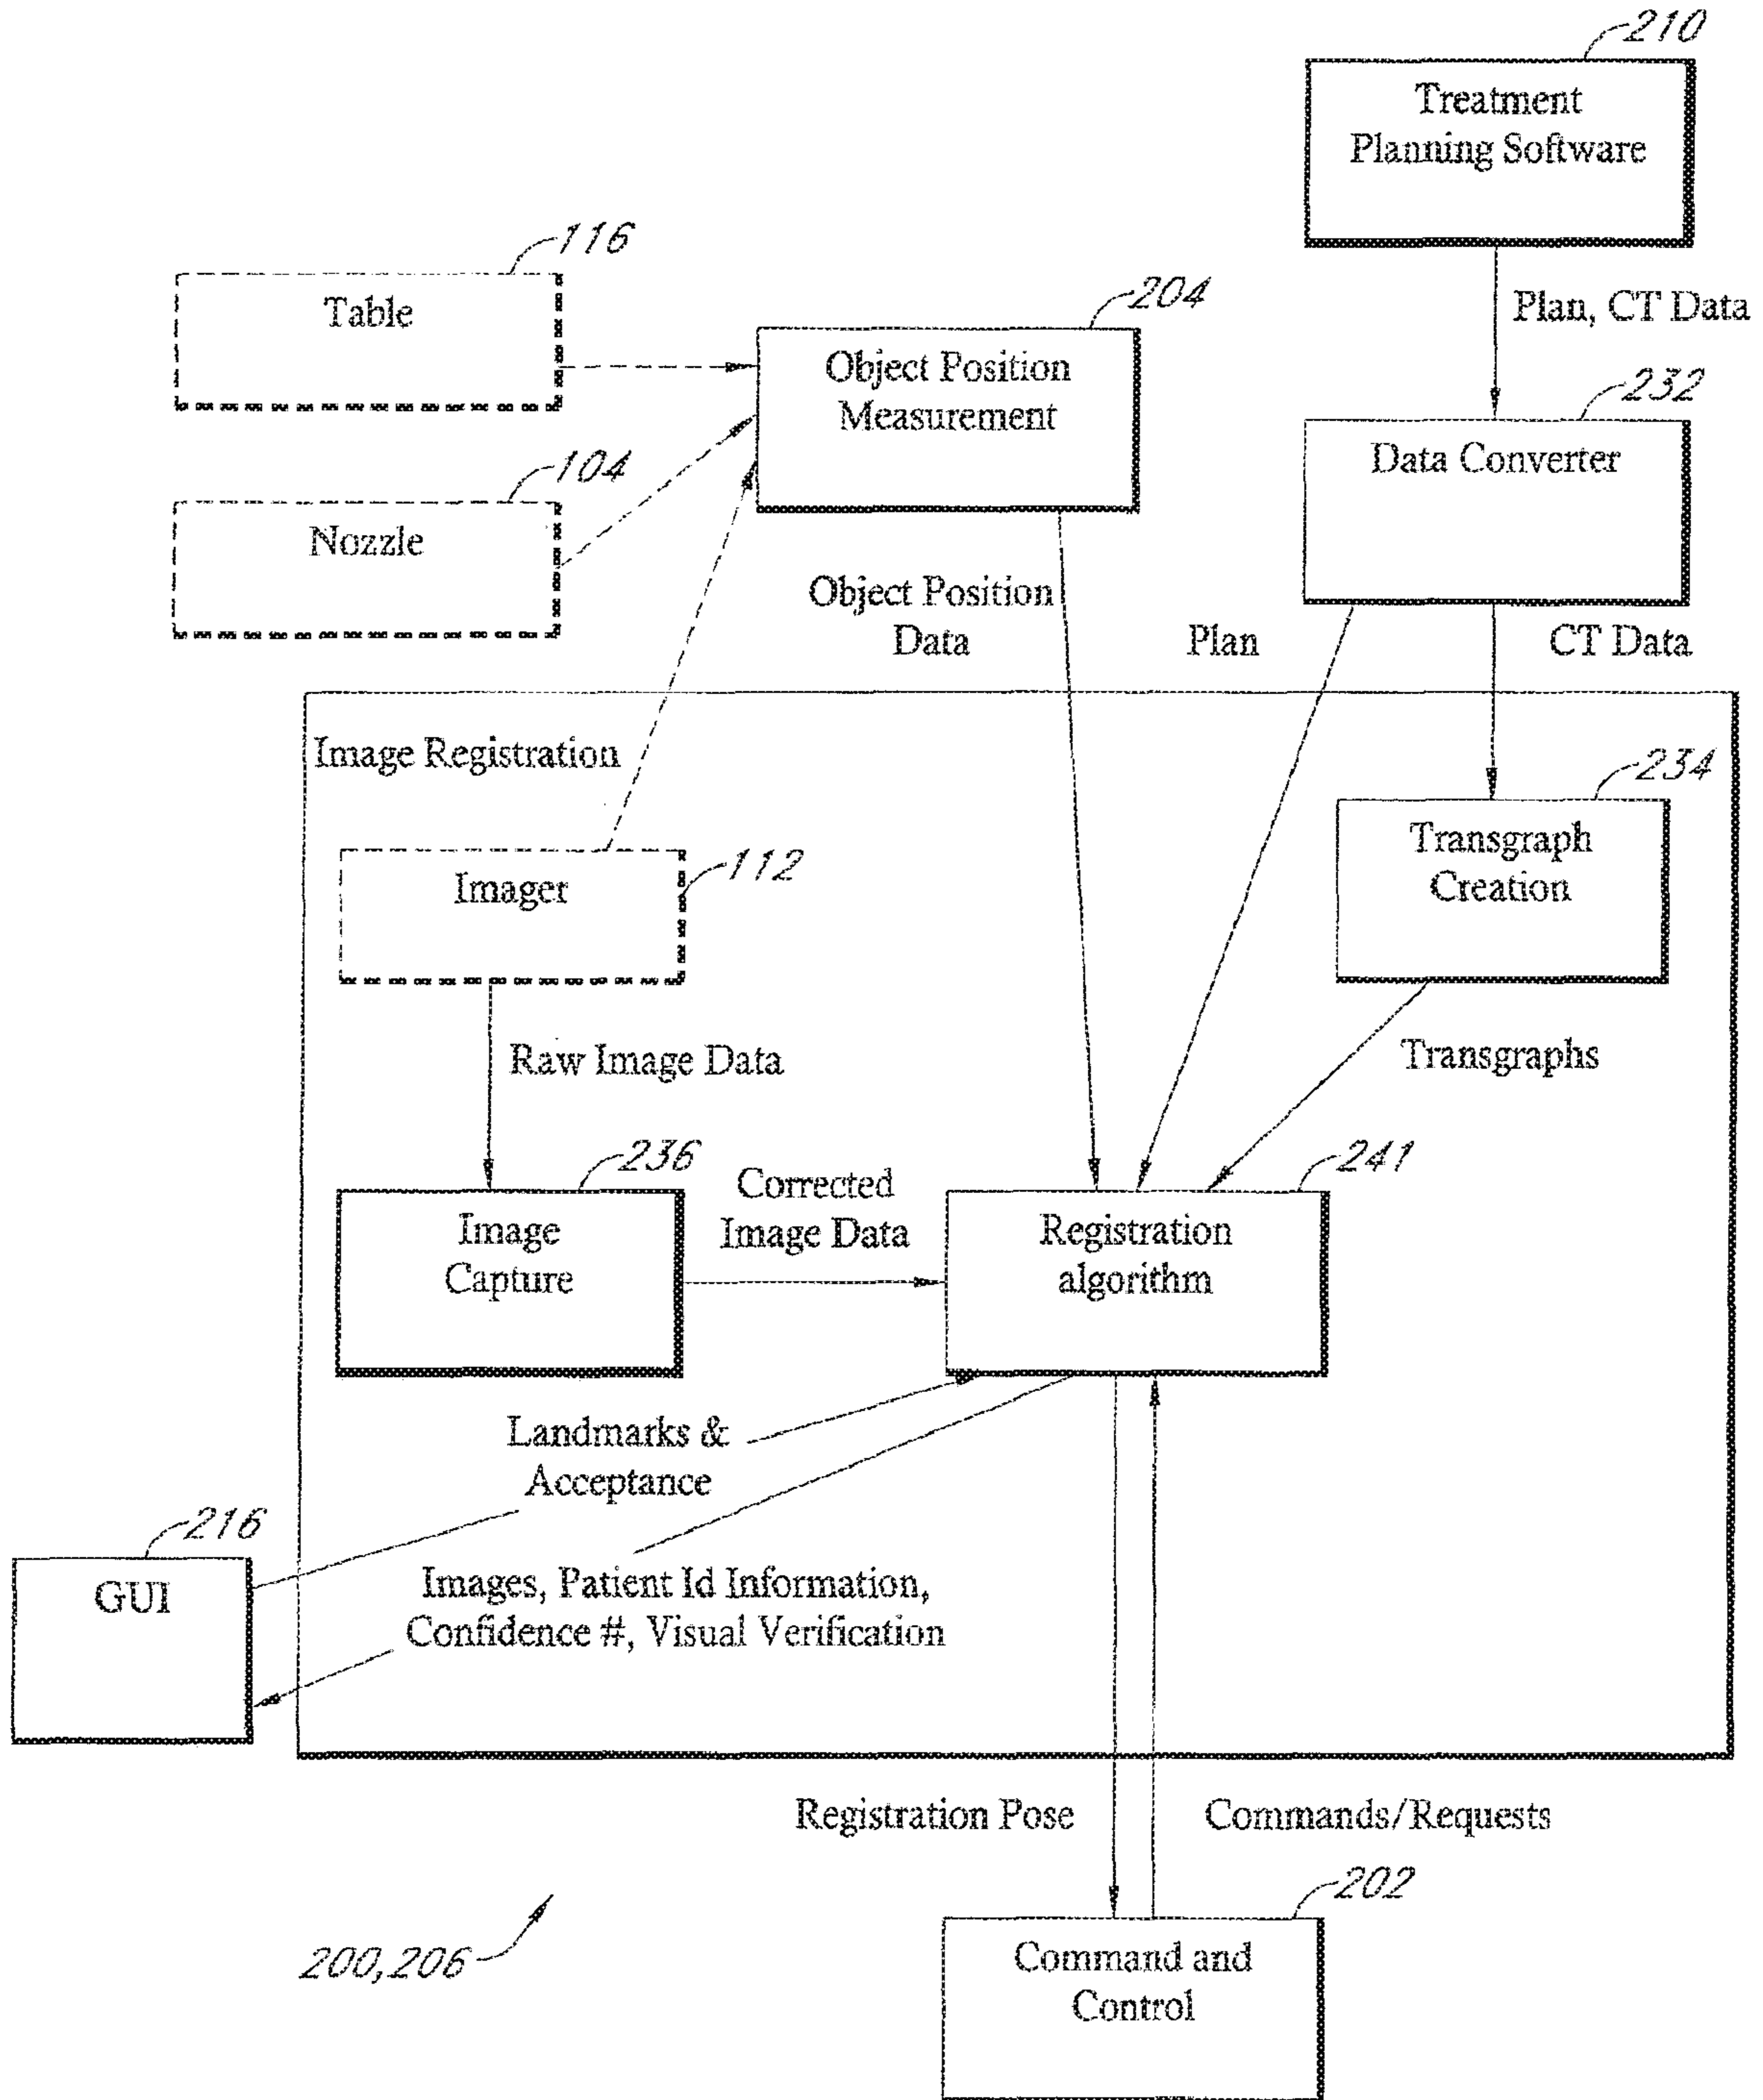 210
Treatment
Planning Software
116
Table
204
Object Position
Measurement
Plan, CT Data
232
Data Converter
104
Nozzle
Object Position
Data
Plan
CT Data
Image Registration
234
Transgraph
Creation
112
Imager
Raw Image Data
Transgraphs
236
Image
Capture
Corrected
Image Data
241
Registration
algorithm
Landmarks &
Acceptance
216
GUI
Images, Patient Id Information,
Confidence #, Visual Verification
Registration Pose
Commands/Requests
202
Command and
Control
200,206